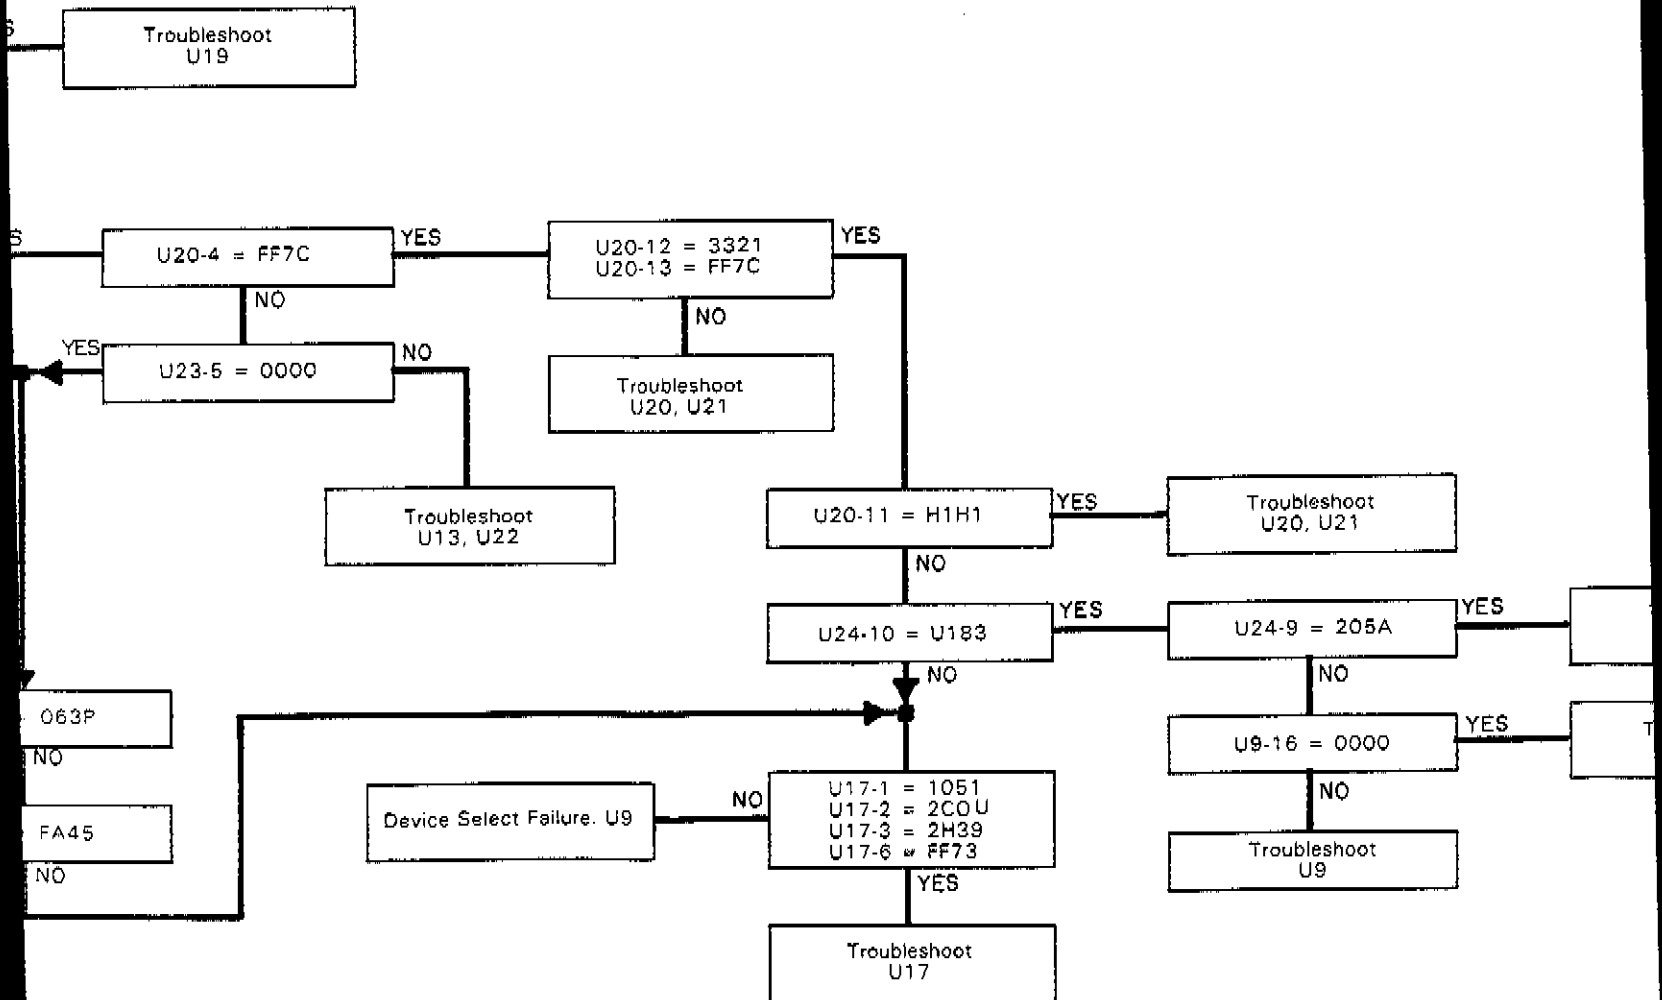 Troubleshoot
U19
U20-4 = FF7C
YES
U20-12 = 3321
U20-13 = FF7C
YES
NO
NO
YES
U23-5 = 0000
NO
Troubleshoot
U20, U21
Troubleshoot
U13, U22
U20-11 = H1H1
YES
Troubleshoot
U20, U21
NO
U24-10 = U183
YES
U24-9 = 205A
YES
NO
NO
063P
NO
U9-16 = 0000
YES
NO
Device Select Failure. U9
NO
U17-1 = 1051
U17-2 = 2C0U
U17-3 = 2H39
U17-6 = FF73
FA45
NO
YES
Troubleshoot
U9
Troubleshoot
U17